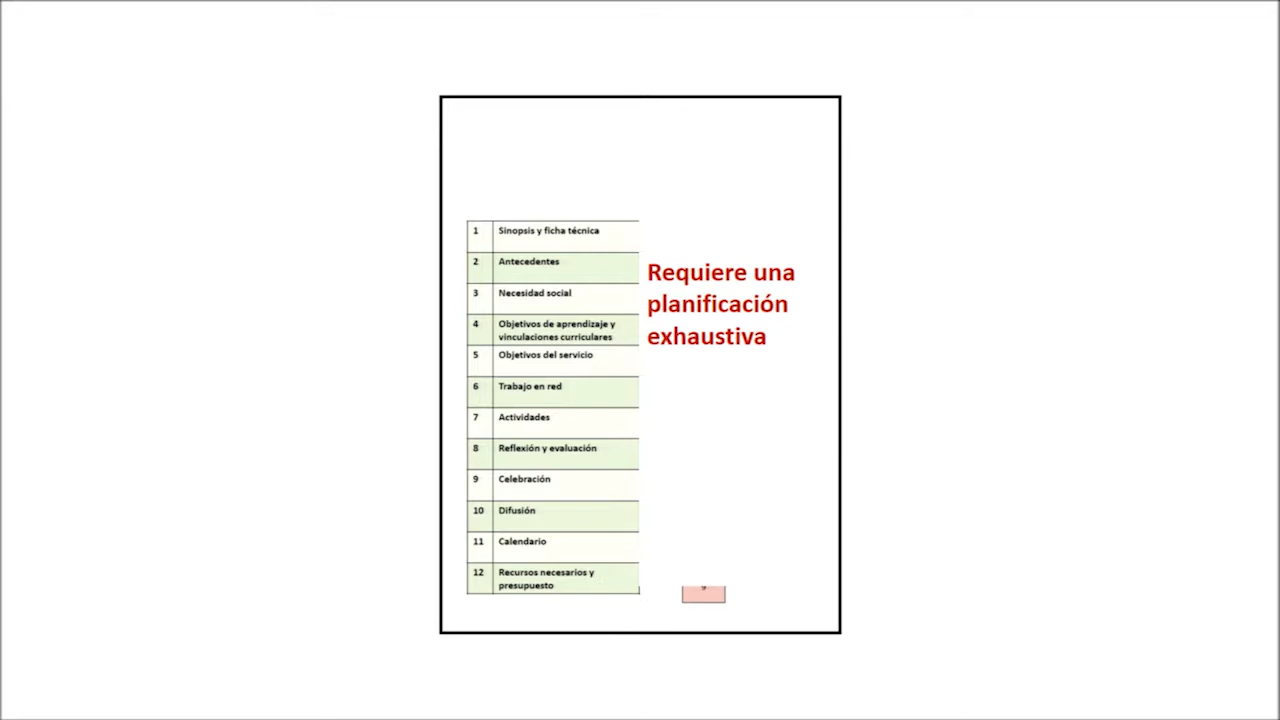 1 Sinopsis y ficha técnica
2 Antecedentes
3 Necesidad social
4 Objetivos de aprendizaje y
vinculaciones curriculares
5 Objetivos del servicio
6 Trabajo en red
7 Actividades
8 Reflexión y evaluación
9 Celebración
10 Difusión
11 Calendario
12 Recursos necesarios y
presupuesto
Requiere una
planificación
exhaustiva